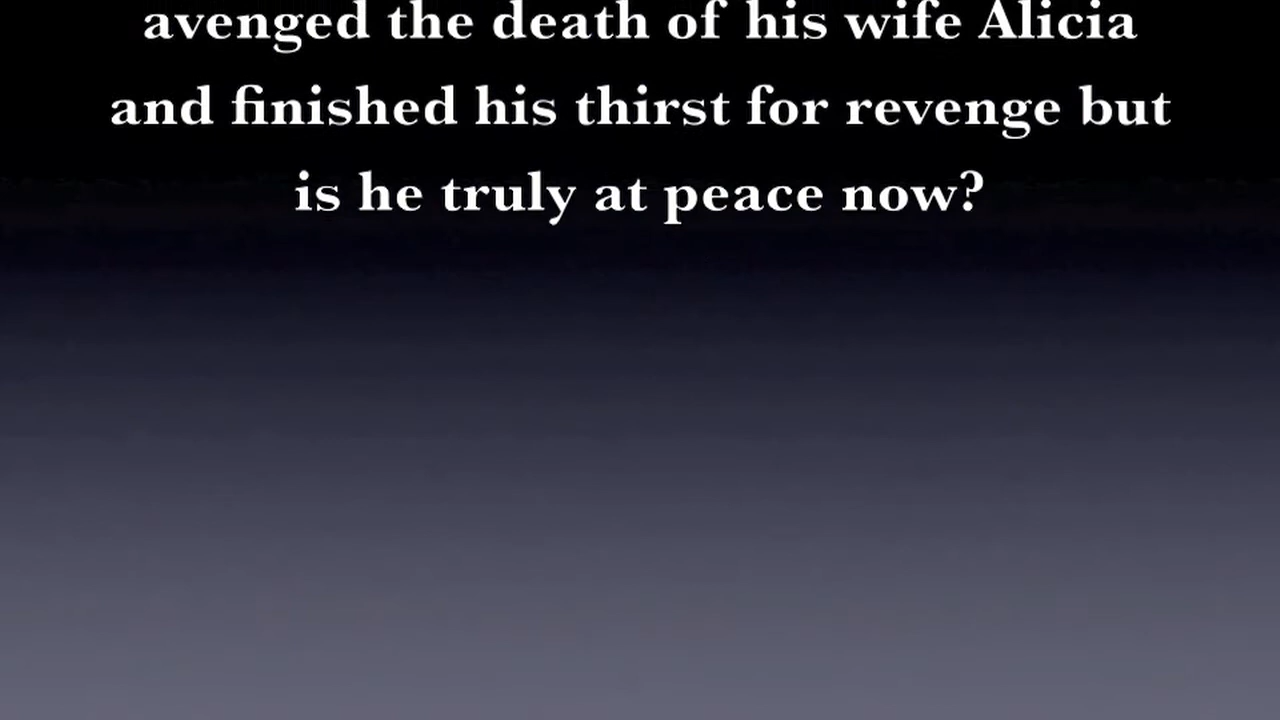 avenged the death of his wife Alicia
and finished his thirst for revenge but
is he truly at peace now?